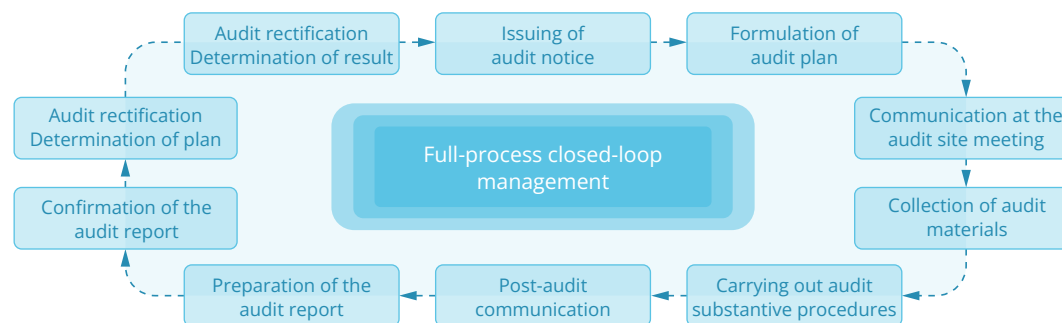 Audit rectification
Determination of result
Issuing of
audit notice
Formulation of
audit plan
Communication at the
audit site meeting
Collection of audit
materials
Carrying out audit
substantive procedures
Post-audit
communication
Preparation of the
audit report
Confirmation of the
audit report
Audit rectification
Determination of plan
Full-process closed-loop
management